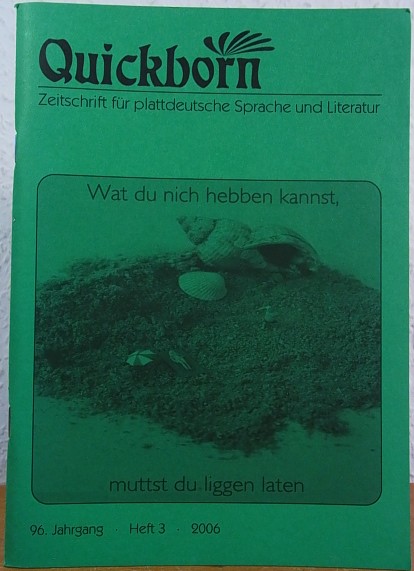 Quickborn
Zeitschrift für plattdeutsche Sprache und Literatur
Wat du nich hebben kannst,
muttst du liggen laten
96. Jahrgang · Heft 3 · 2006